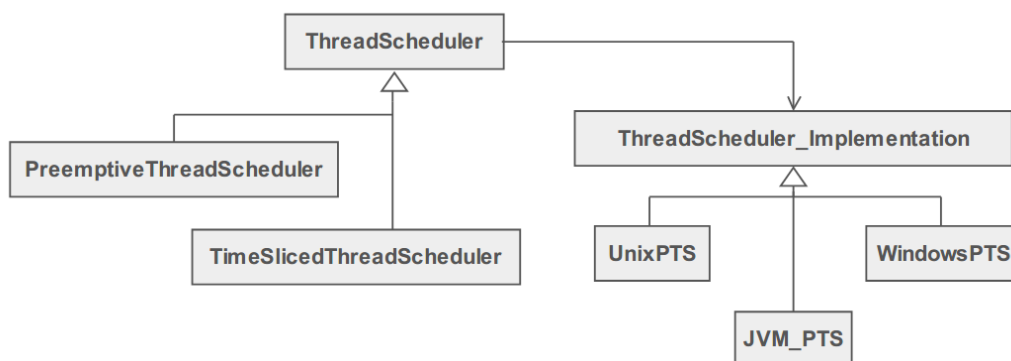 ThreadScheduler
ThreadScheduler_Implementation
PreemptiveThreadScheduler
UnixPTS
WindowsPTS
TimeSlicedThreadScheduler
JVM_PTS